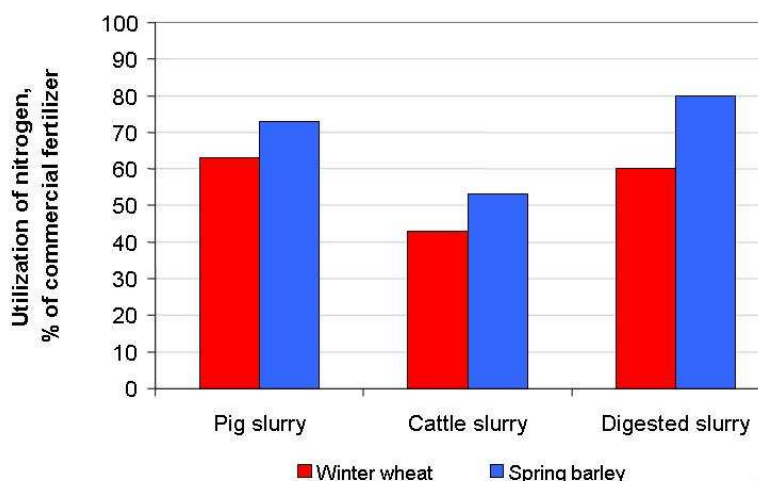 Utilization of nitrogen,
% of commercial fertilizer
100
90
80
70
60
50
40
30
20
10
0
Pig slurry Cattle slurry Digested slurry
Winter wheat Spring barley